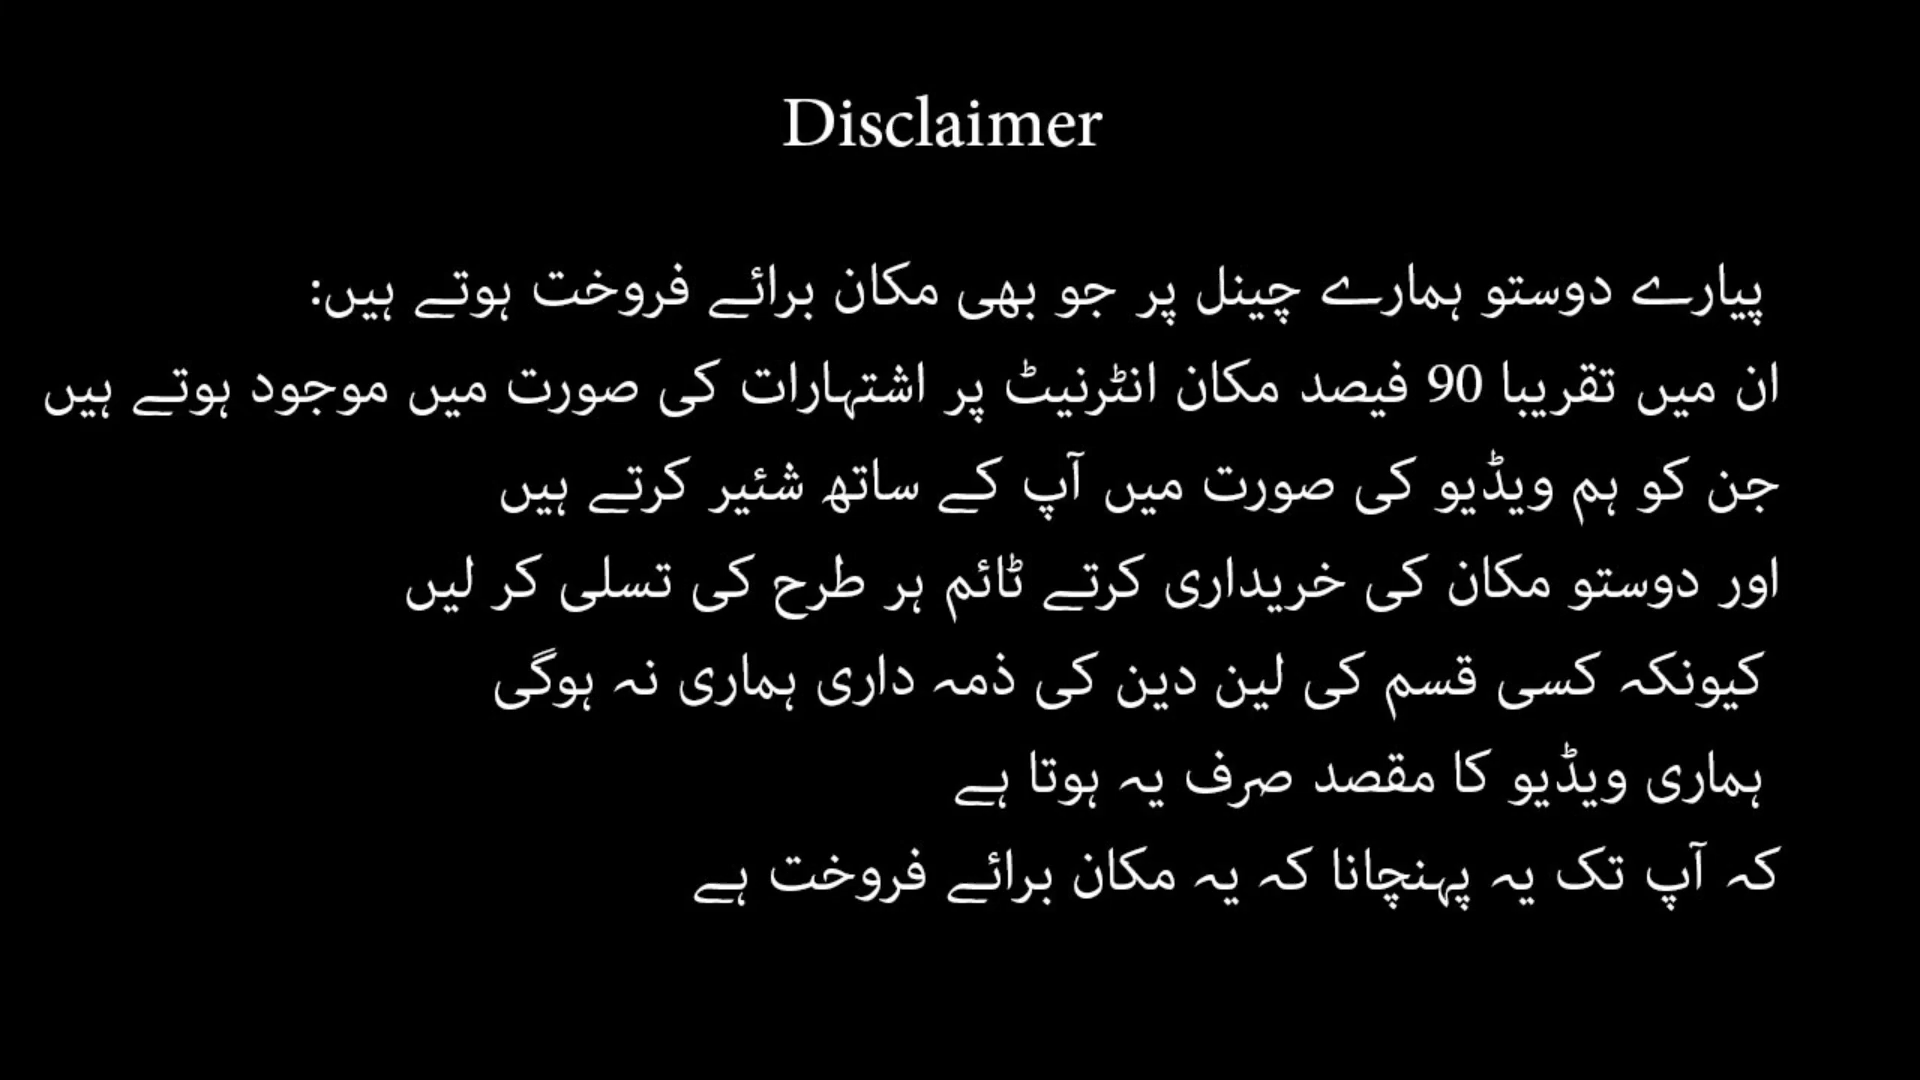 Disclaimer
پیارے دوستو ہمارے چینل پر جو بھی مکان برائے فروخت ہوتے ہیں:
ان میں تقریبا 90 فیصد مکان انٹرنیٹ پر اشتہارات کی صورت میں موجود ہوتے ہیں
جن کو ہم ویڈیو کی صورت میں آپ کے ساتھ شئیر کرتے ہیں
اور دوستو مکان کی خریداری کرتے ٹائم ہر طرح کی تسلی کر لیں
کیونکہ کسی قسم کی لین دین کی ذمہ داری ہماری نہ ہوگی
ہماری ویڈیو کا مقصد صرف یہ ہوتا ہے
کہ آپ تک یہ پہنچانا کہ یہ مکان برائے فروخت ہے